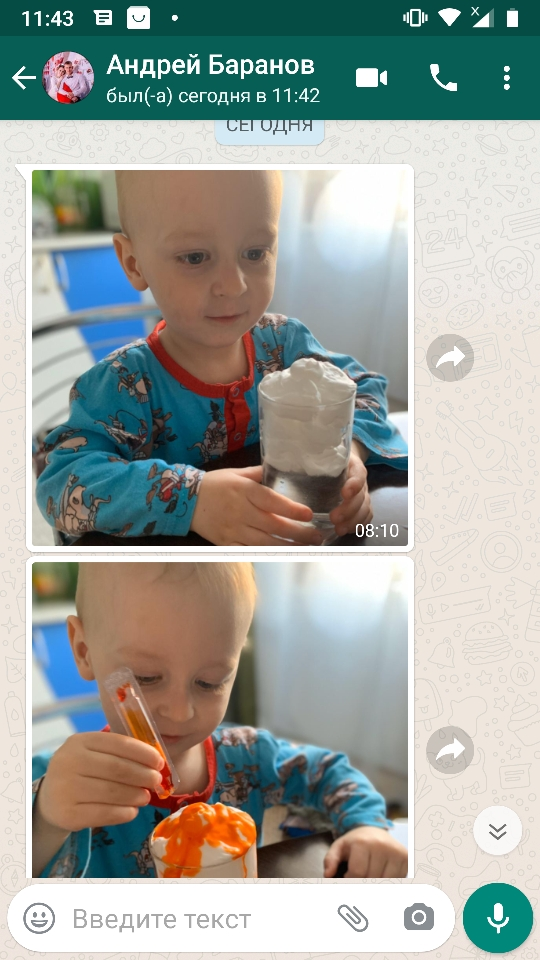 11:43
Андрей Баранов
был(-а) сегодня в 11:42
СЕГОДНЯ
08:10
Введите текст